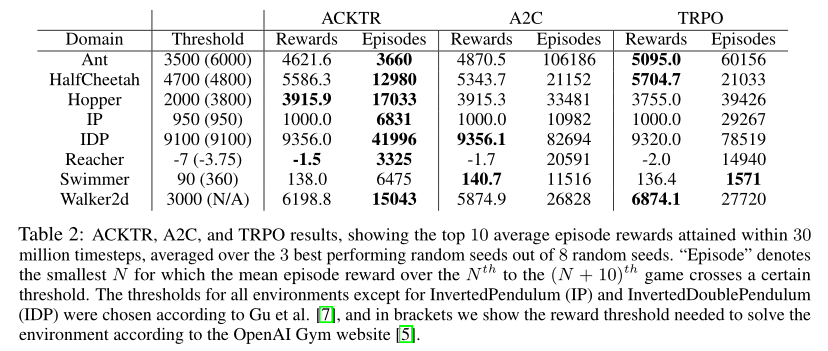 ACKTR A2C TRPO
Domain Threshold Rewards Episodes Rewards Episodes Rewards Episodes
Ant 3500 (6000) 4621.6 3660 4870.5 106186 5095.0 60156
HalfCheetah 4700 (4800) 5586.3 12980 5343.7 21152 5704.7 21033
Hopper 2000 (3800) 3915.9 17033 3915.3 33481 3755.0 39426
IP 950 (950) 1000.0 6831 1000.0 10982 1000.0 29267
IDP 9100 (9100) 9356.0 41996 9356.1 82694 9320.0 78519
Reacher -7 (-3.75) -1.5 3325 -1.7 20591 -2.0 14940
Swimmer 90 (360) 138.0 6475 140.7 11516 136.4 1571
Walker2d 3000 (N/A) 6198.8 15043 5874.9 26828 6874.1 27720
Table 2: ACKTR, A2C, and TRPO results, showing the top 10 average episode rewards attained within 30
million timesteps, averaged over the 3 best performing random seeds out of 8 random seeds. “Episode” denotes
the smallest N for which the mean episode reward over the Nth to the (N + 10)th game crosses a certain
threshold. The thresholds for all environments except for InvertedPendulum (IP) and InvertedDoublePendulum
(IDP) were chosen according to Gu et al. [7], and in brackets we show the reward threshold needed to solve the
environment according to the OpenAI Gym website [5].